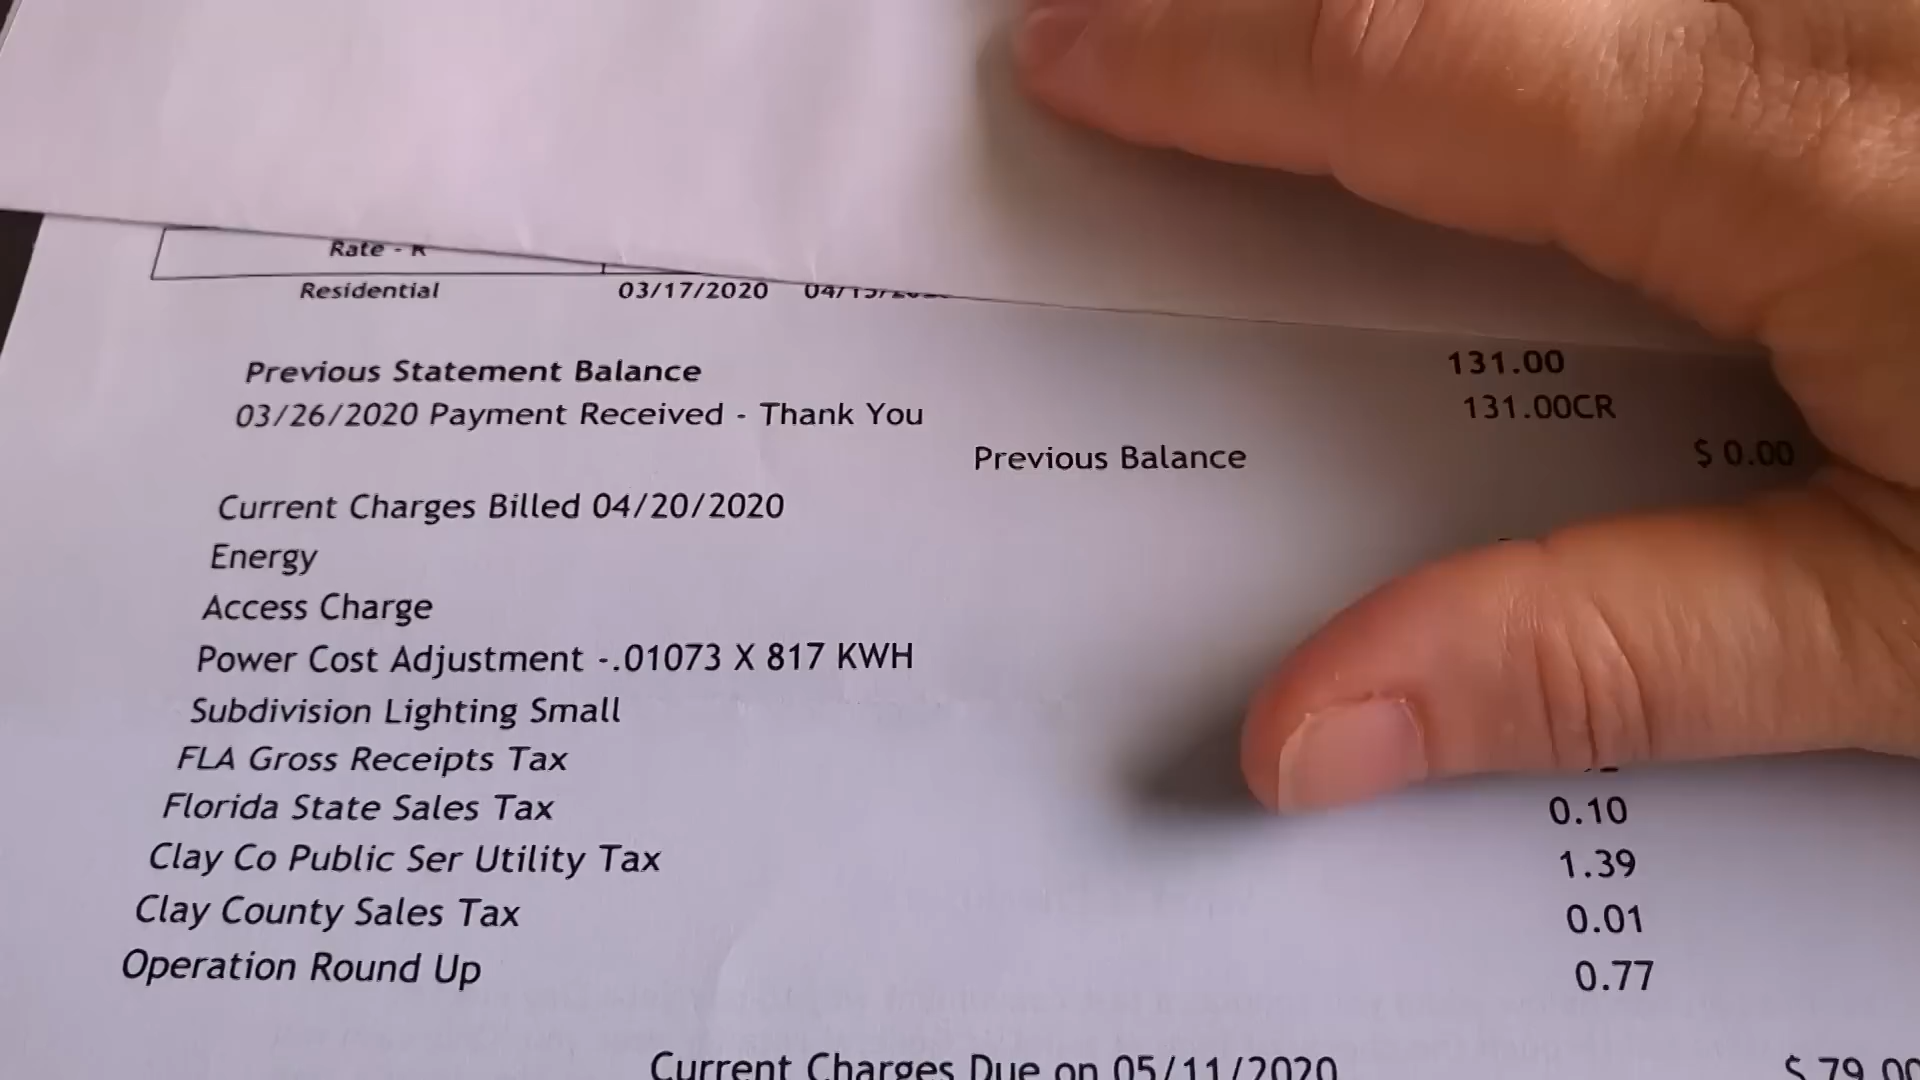 Rate - R
Residential 03/17/2020
Previous Statement Balance 131.00
03/26/2020 Payment Received - Thank You 131.00CR
Previous Balance $ 0.00
Current Charges Billed 04/20/2020
Energy
Access Charge
Power Cost Adjustment -.01073 X 817 KWH
Subdivision Lighting Small
FLA Gross Receipts Tax
Florida State Sales Tax 0.10
Clay Co Public Ser Utility Tax 1.39
Clay County Sales Tax 0.01
Operation Round Up 0.77
Current Charges Due on 05/11/2020 $ 79.00